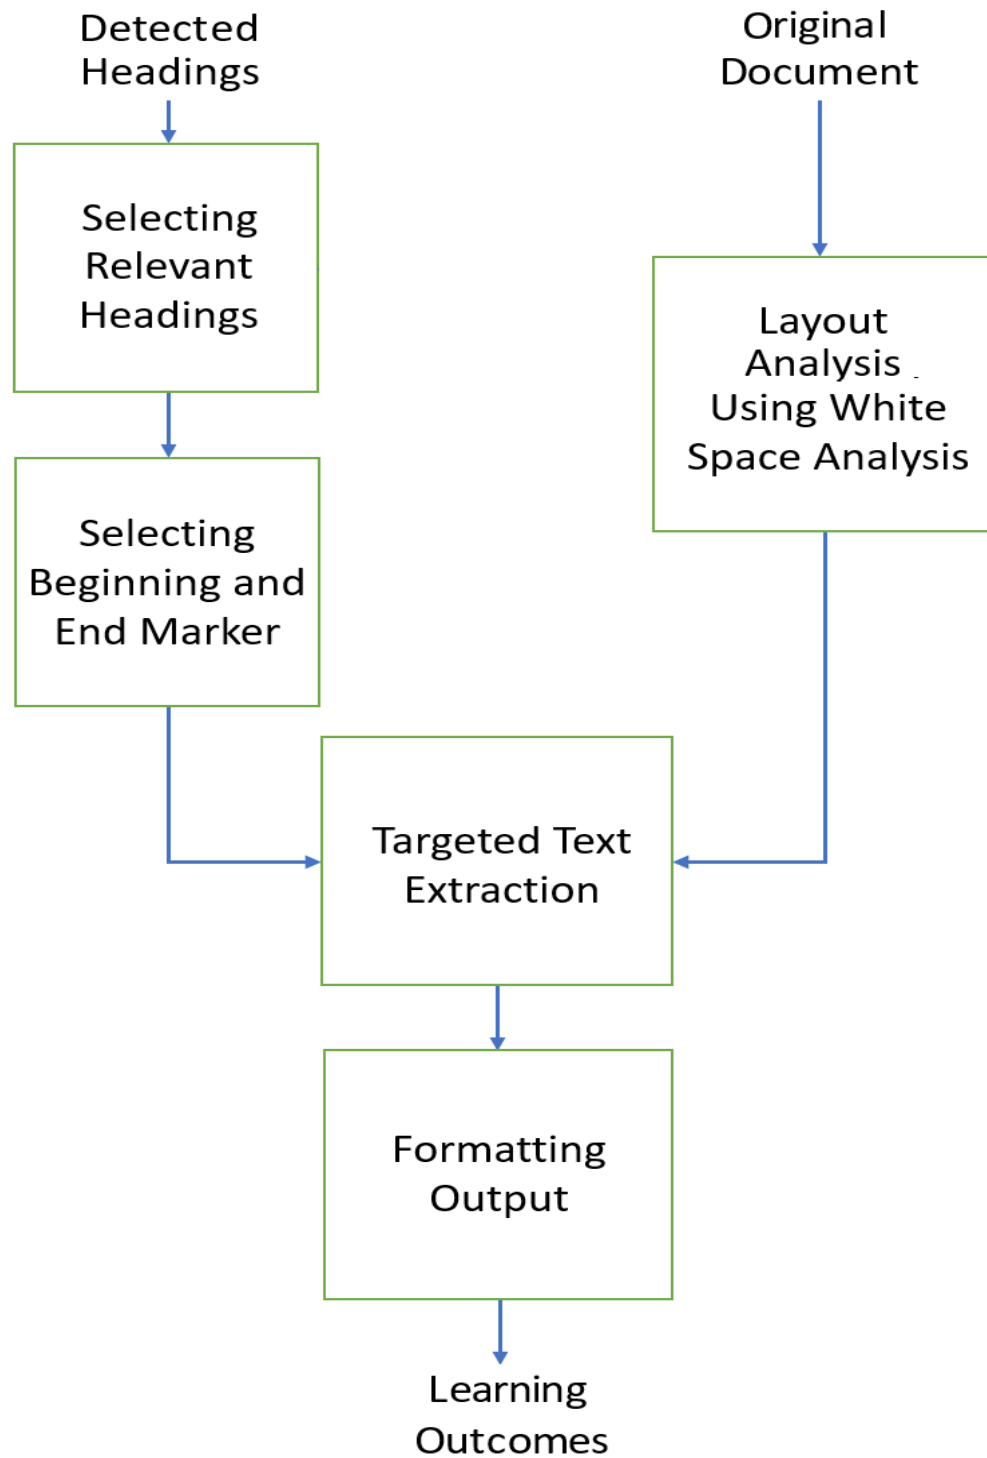 Detected
Headings
Original
Document
Selecting
Relevant
Headings
Layout
Analysis
Using White
Space Analysis
Selecting
Beginning and
End Marker
Targeted Text
Extraction
Formatting
Output
Learning
Outcomes